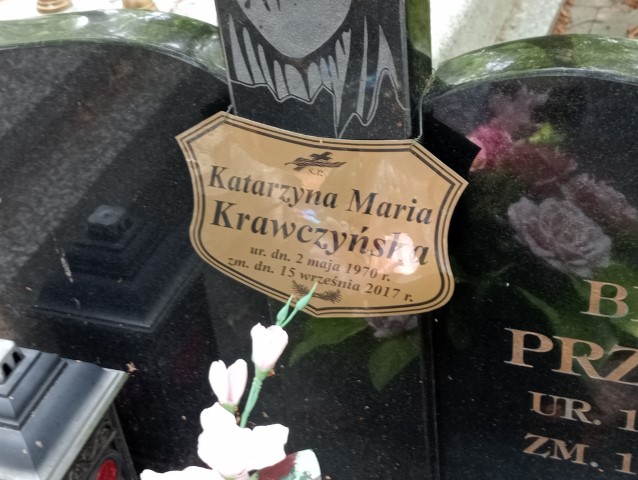 Ś.P.
Katarzyna Maria
Krawczyńska
ur. dn. 2 maja 1970 r.
zm. dn. 15 września 2017 r.
B
PRZ
UR. 1
ZM. 1